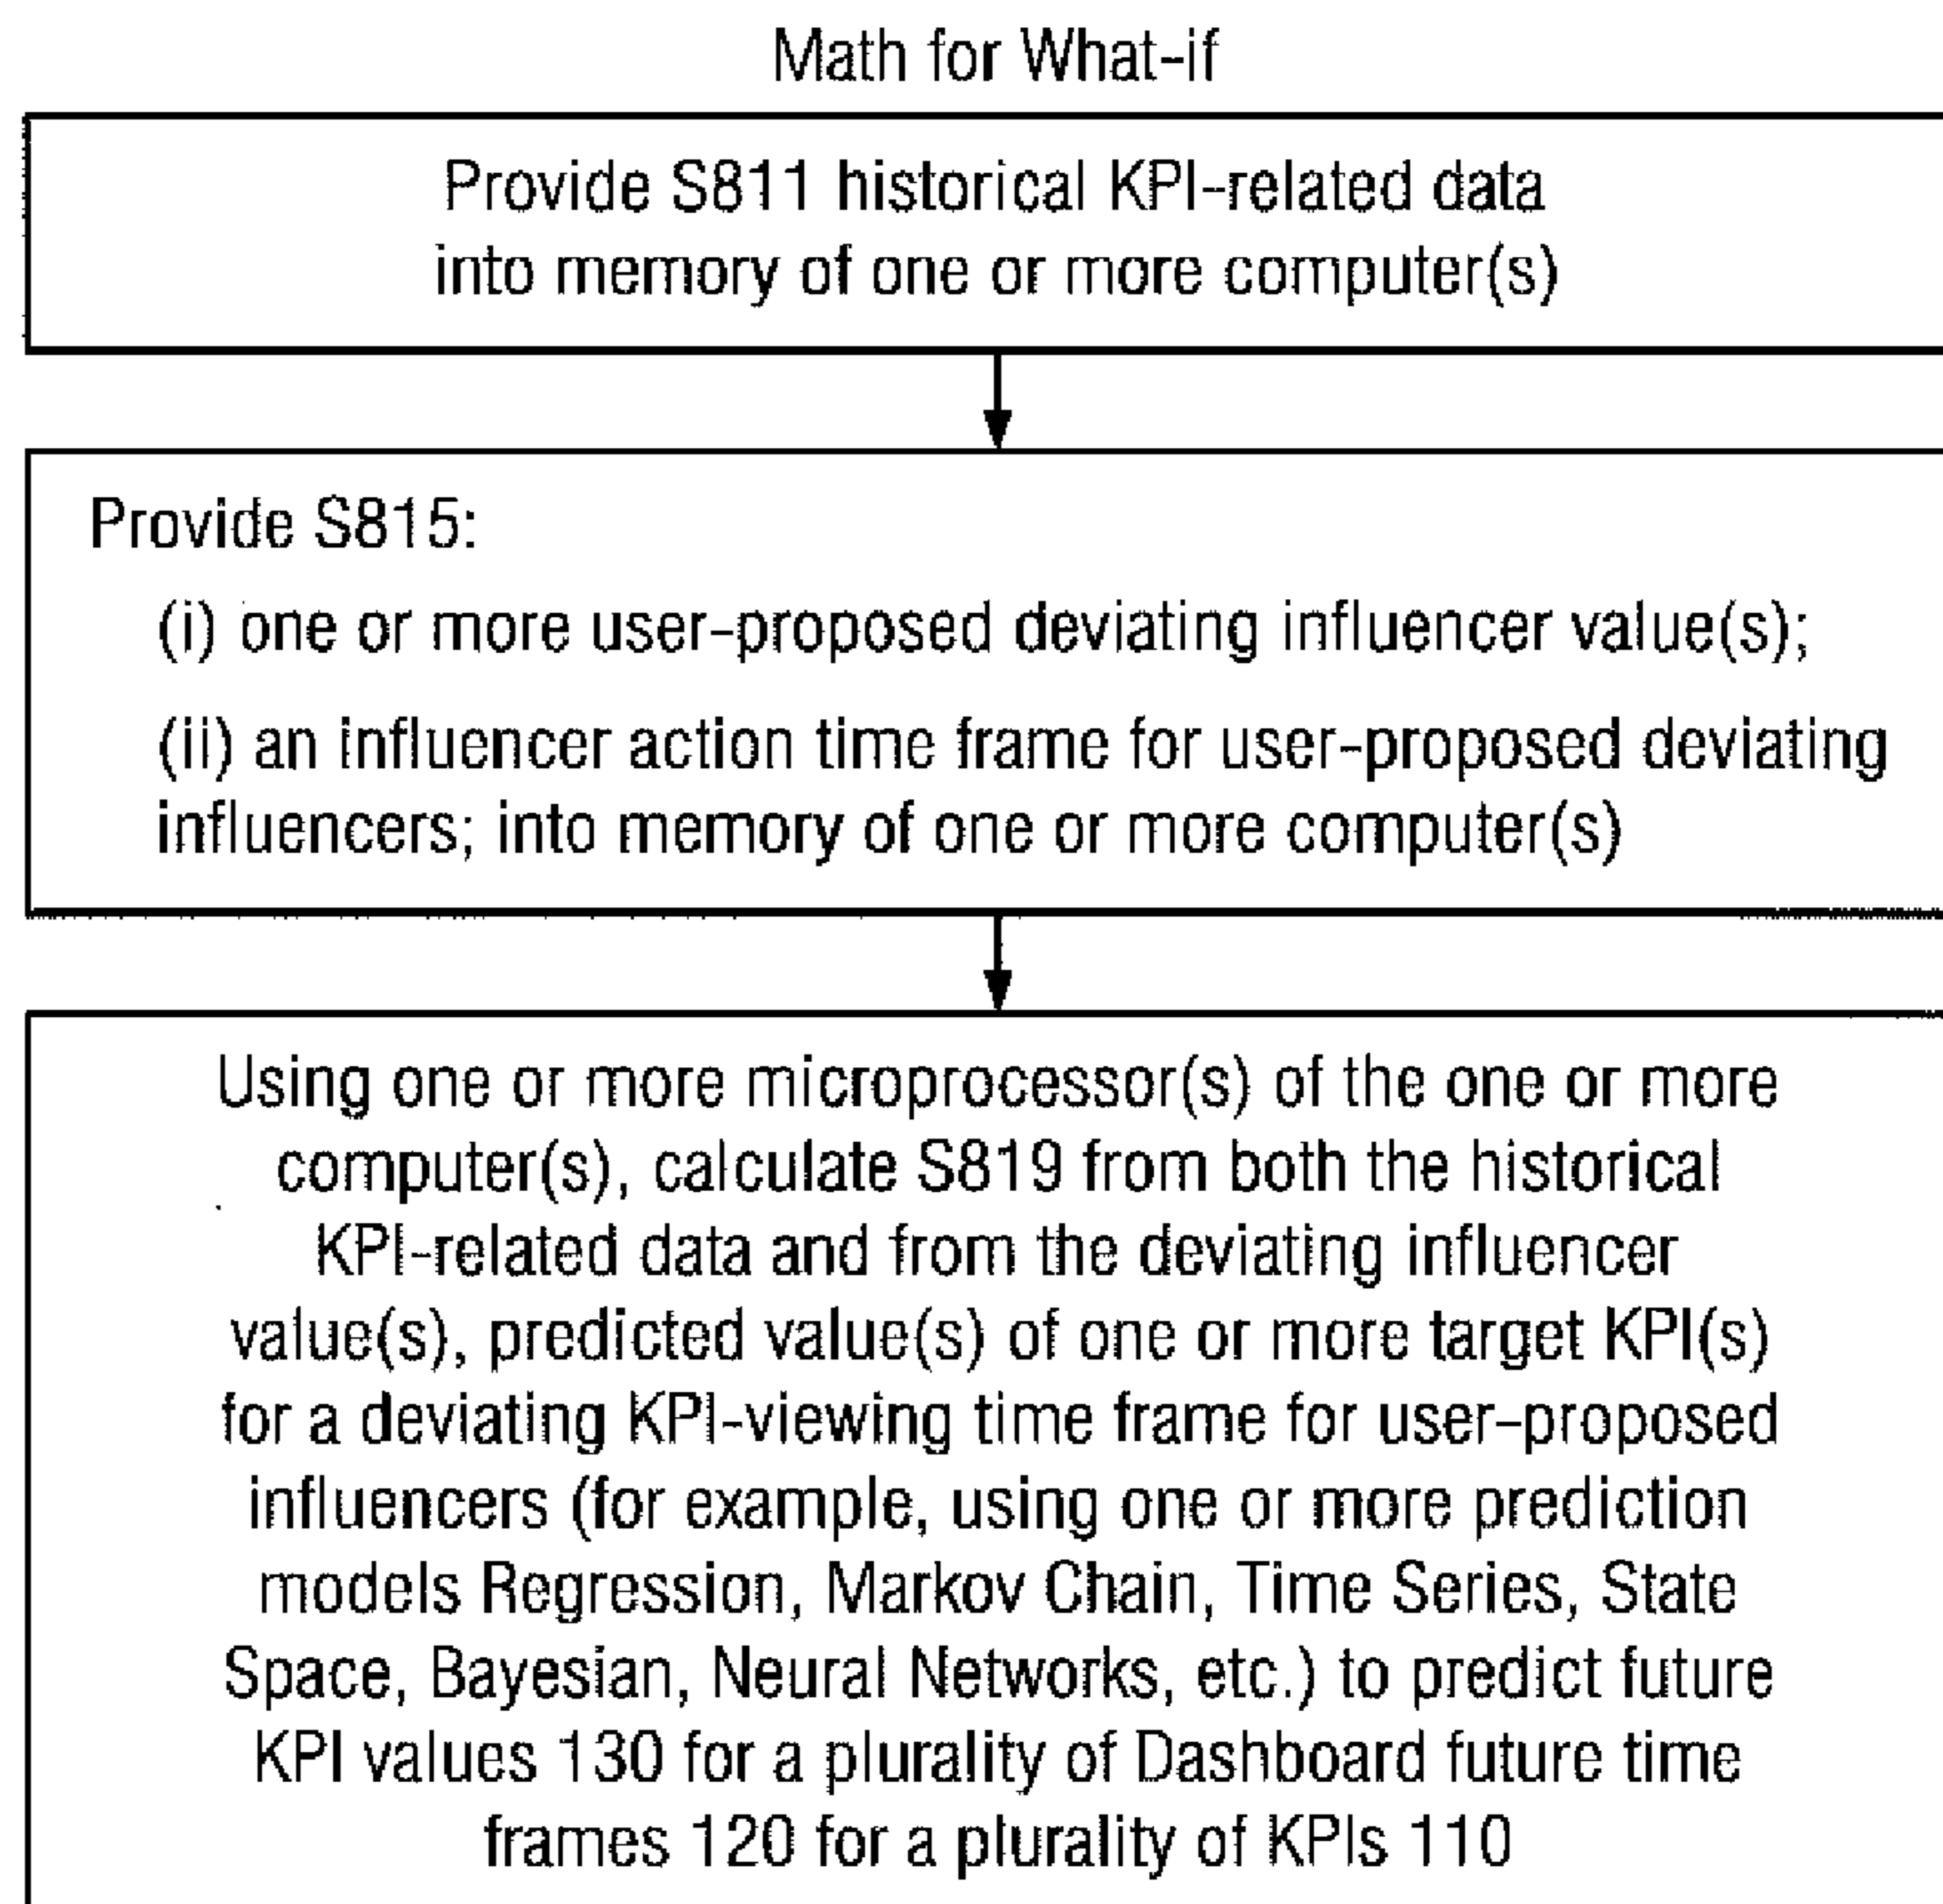 Math for What-if
Provide S811 historical KPI-related data
into memory of one or more computer(s)
Provide S815:
(i) one or more user-proposed deviating influencer value(s);
(ii) an influencer action time frame for user-proposed deviating
influencers; into memory of one or more computer(s)
Using one or more microprocessor(s) of the one or more
computer(s), calculate S819 from both the historical
KPI-related data and from the deviating influencer
value(s), predicted value(s) of one or more target KPI(s)
for a deviating KPI-viewing time frame for user-proposed
influencers (for example, using one or more prediction
models Regression, Markov Chain, Time Series, State
Space, Bayesian, Neural Networks, etc.) to predict future
KPI values 130 for a plurality of Dashboard future time
frames 120 for a plurality of KPIs 110